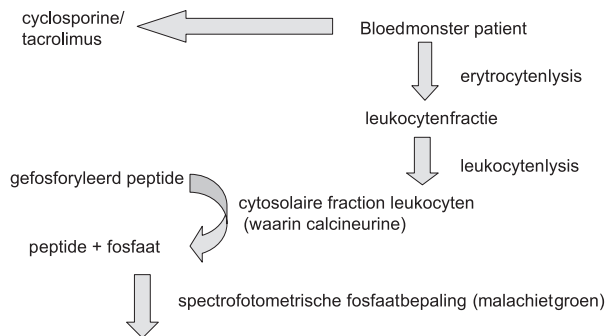 cyclosporine/
tacrolimus
Bloedmonster patient
erytrocytenlysis
leukocytenfractie
leukocytenlysis
gefosforyleerd peptide
cytosolaire fraction leukocyten
(waarin calcineurine)
peptide + fosfaat
spectrofotometrische fosfaatbepaling (malachietgroen)